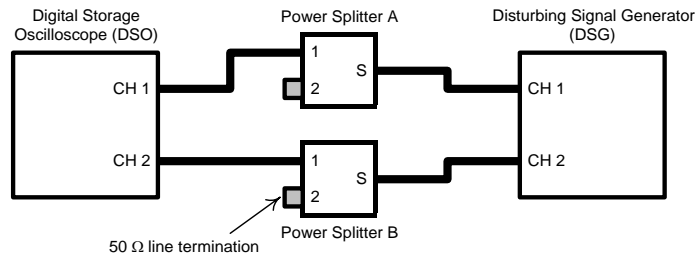 Digital Storage
Oscilloscope (DSO)
Power Splitter A
Disturbing Signal Generator
(DSG)
CH 1
CH 2
1
2
S
1
2
S
CH 1
CH 2
50 Ω line termination
Power Splitter B